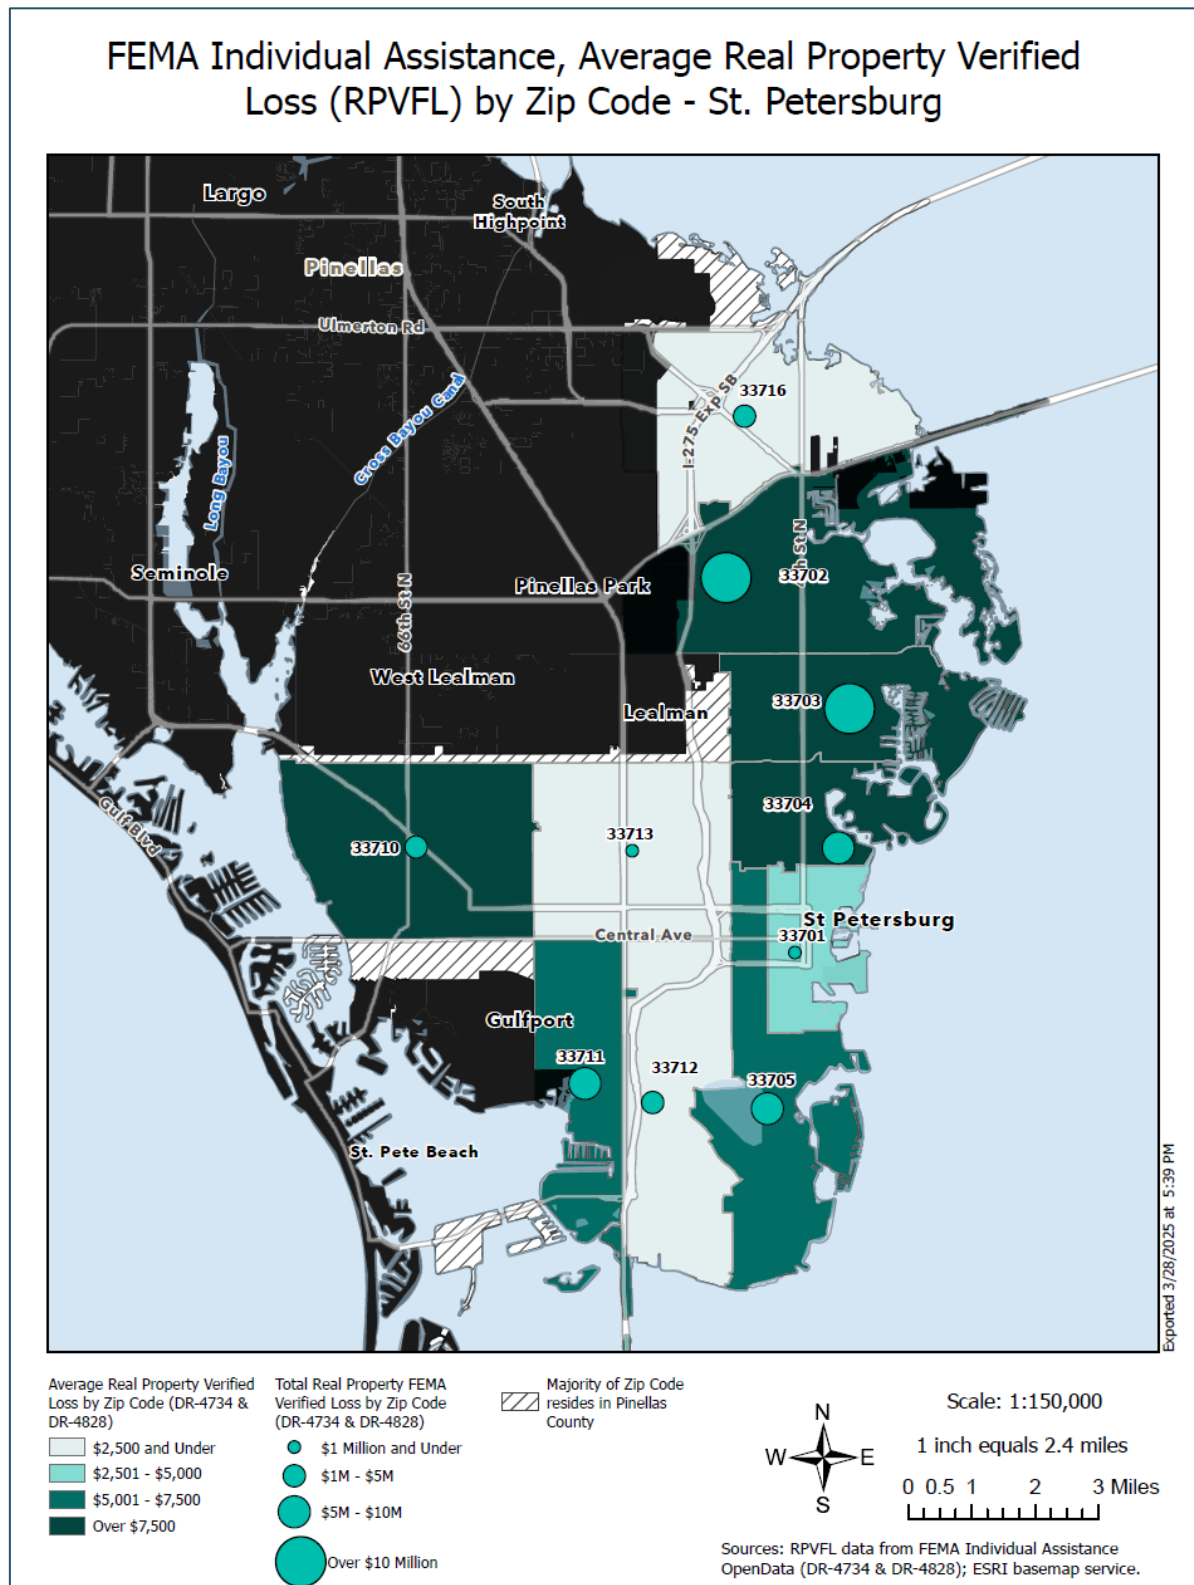 FEMA Individual Assistance, Average Real Property Verified
Loss (RPVFL) by Zip Code - St. Petersburg
Largo
South
Highpoint
Pinellas
Ulmerton Rd
33716
I 275 Exp SB
Cross Bayou Canal
Long Bayou
Seminole
Pinellas Park
33702
th St N
66th St N
West Lealman
Lealman
33703
Gulf Blvd
33704
33713
33710
St Petersburg
Central Ave
33701
Gulfport
33711
33712
33705
St. Pete Beach
Exported 3/28/2025 at 5:39 PM
Average Real Property Verified
Loss by Zip Code (DR-4734 &
DR-4828)
$2,500 and Under
$2,501 - $5,000
$5,001 - $7,500
Over $7,500
Total Real Property FEMA
Verified Loss by Zip Code
(DR-4734 & DR-4828)
$1 Million and Under
$1M - $5M
$5M - $10M
Over $10 Million
Majority of Zip Code
resides in Pinellas
County
N
W E
S
Scale: 1:150,000
1 inch equals 2.4 miles
0 0.5 1 2 3 Miles
Sources: RPVFL data from FEMA Individual Assistance
OpenData (DR-4734 & DR-4828); ESRI basemap service.